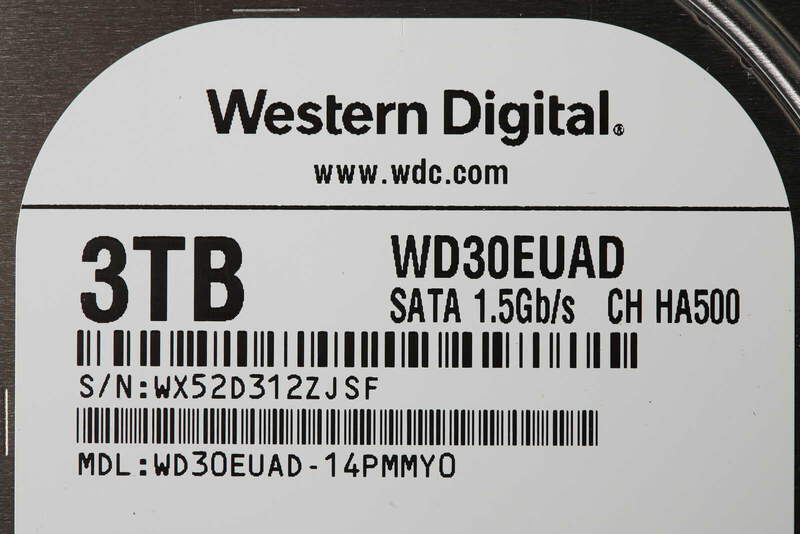 Western Digital®
www.wdc.com
3TB
WD30EUAD
SATA 1.5Gb/s CH HA500
S/N:WX52D312ZJSF
MDL:WD30EUAD-14PMMY0